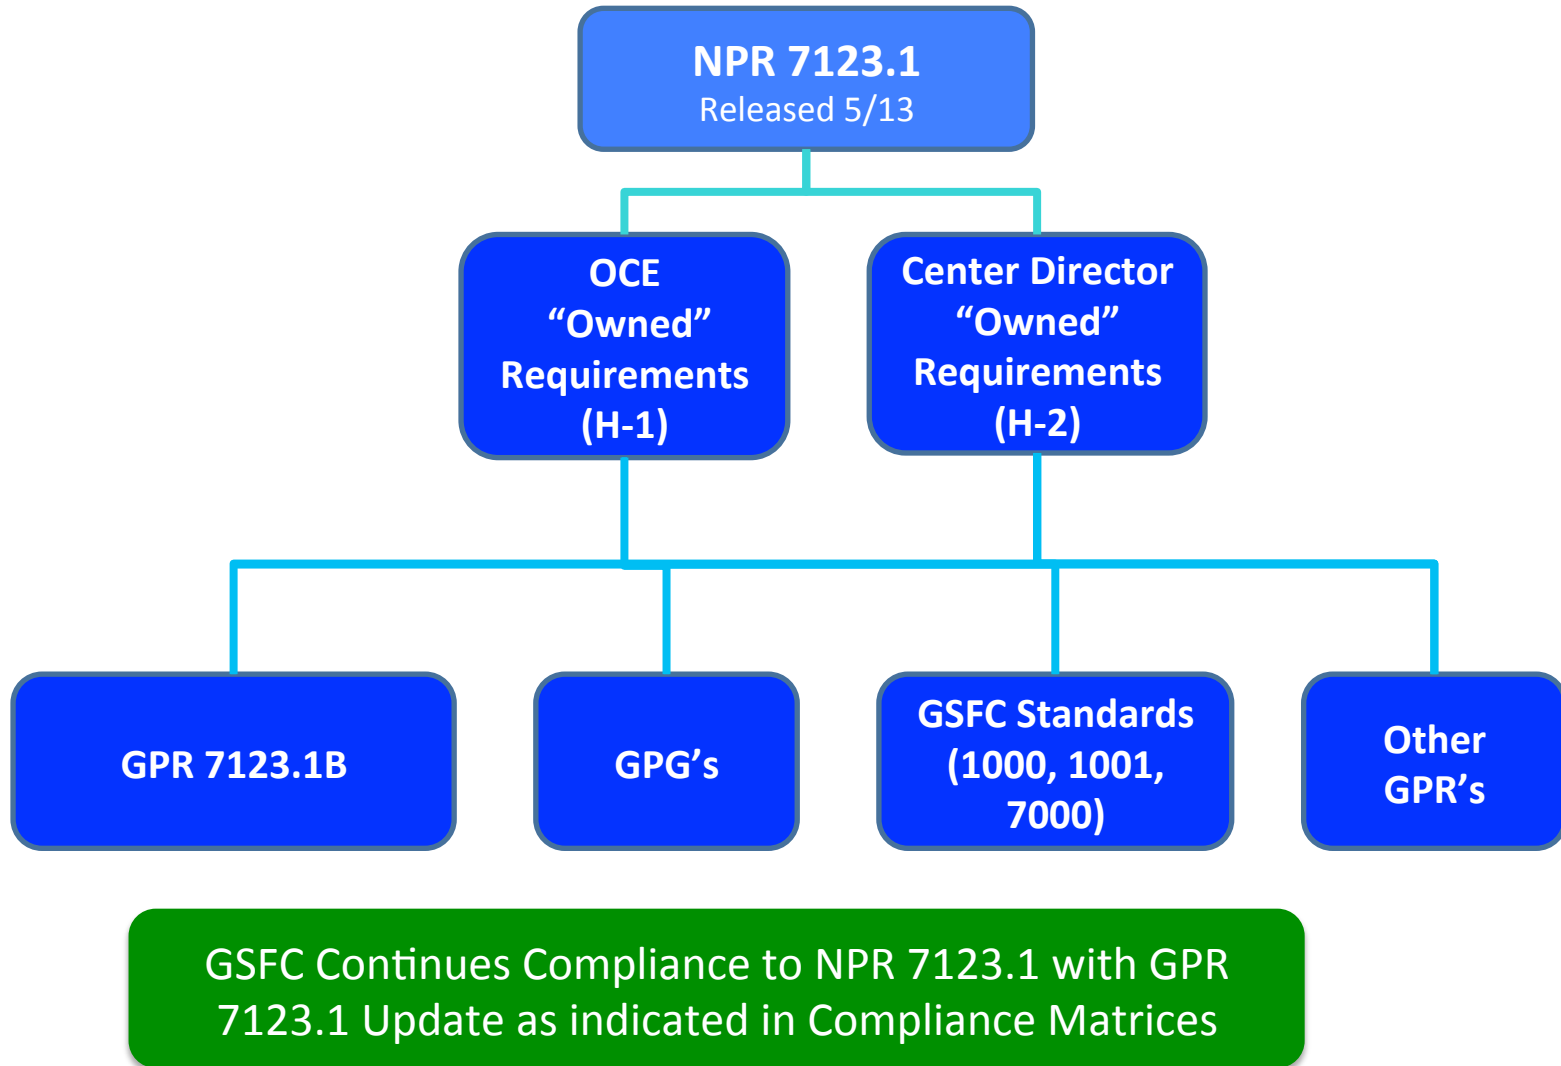 NPR 7123.1
Released 5/13
OCE
“Owned”
Requirements
(H-1)
Center Director
“Owned”
Requirements
(H-2)
GPR 7123.1B
GPG’s
GSFC Standards
(1000, 1001,
7000)
Other
GPR’s
GSFC Continues Compliance to NPR 7123.1 with GPR
7123.1 Update as indicated in Compliance Matrices